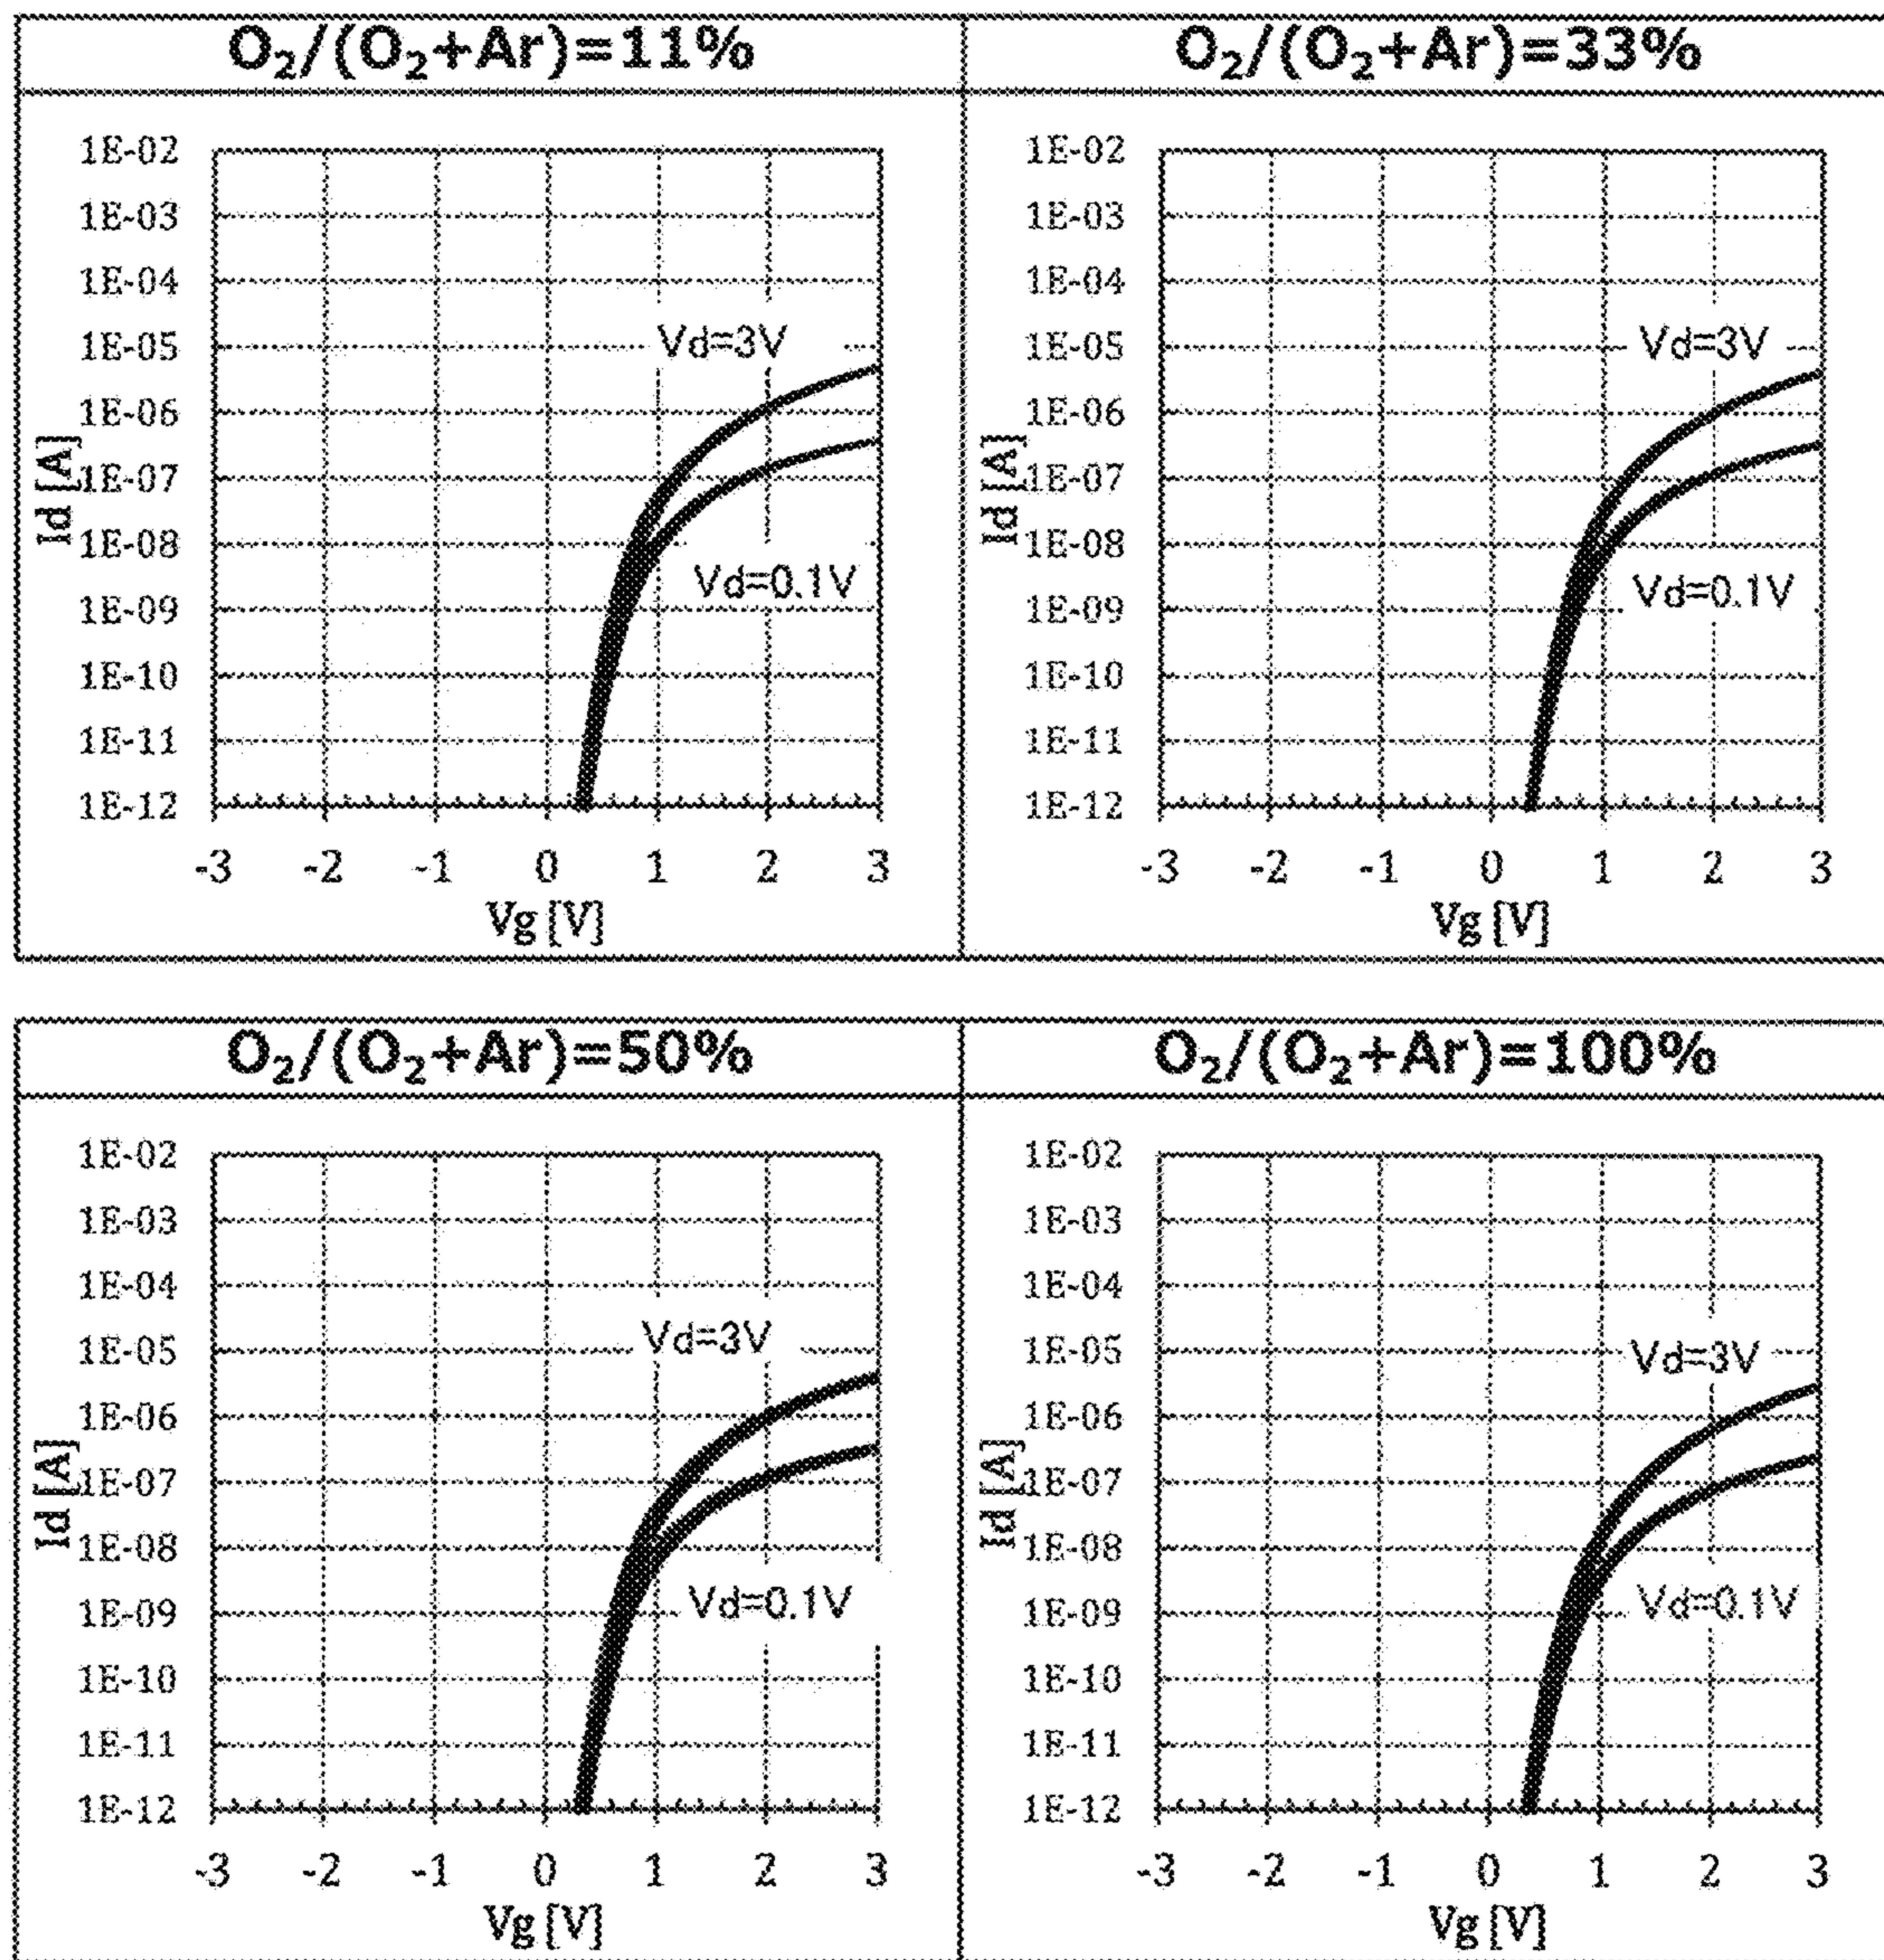 O₂/(O₂+Ar)=11%
1E-02
1E-03
1E-04
1E-05
1E-06
1E-07
1E-08
1E-09
1E-10
1E-11
1E-12
Id [A]
Vd=3V
Vd=0.1V
-3 -2 -1 0 1 2 3
Vg [V]
O₂/(O₂+Ar)=33%
1E-02
1E-03
1E-04
1E-05
1E-06
1E-07
1E-08
1E-09
1E-10
1E-11
1E-12
Id [A]
Vd=3V
Vd=0.1V
-3 -2 -1 0 1 2 3
Vg [V]
O₂/(O₂+Ar)=50%
1E-02
1E-03
1E-04
1E-05
1E-06
1E-07
1E-08
1E-09
1E-10
1E-11
1E-12
Id [A]
Vd=3V
Vd=0.1V
-3 -2 -1 0 1 2 3
Vg [V]
O₂/(O₂+Ar)=100%
1E-02
1E-03
1E-04
1E-05
1E-06
1E-07
1E-08
1E-09
1E-10
1E-11
1E-12
Id [A]
Vd=3V
Vd=0.1V
-3 -2 -1 0 1 2 3
Vg [V]